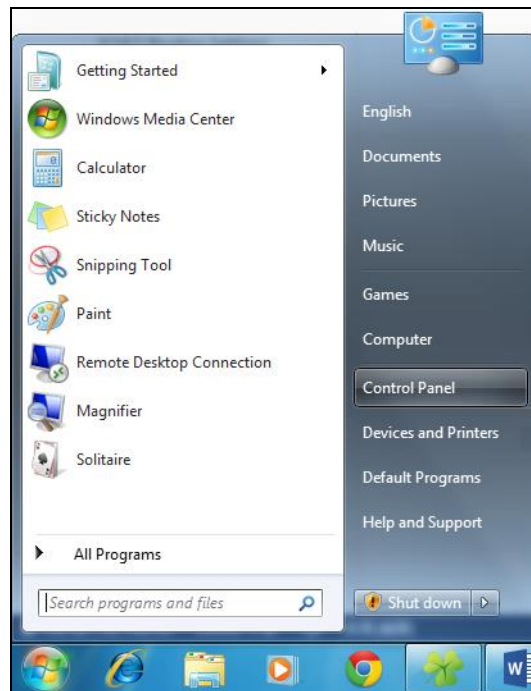 Getting Started
Windows Media Center
Calculator
Sticky Notes
Snipping Tool
Paint
Remote Desktop Connection
Magnifier
Solitaire
All Programs
Search programs and files
English
Documents
Pictures
Music
Games
Computer
Control Panel
Devices and Printers
Default Programs
Help and Support
Shut down
W